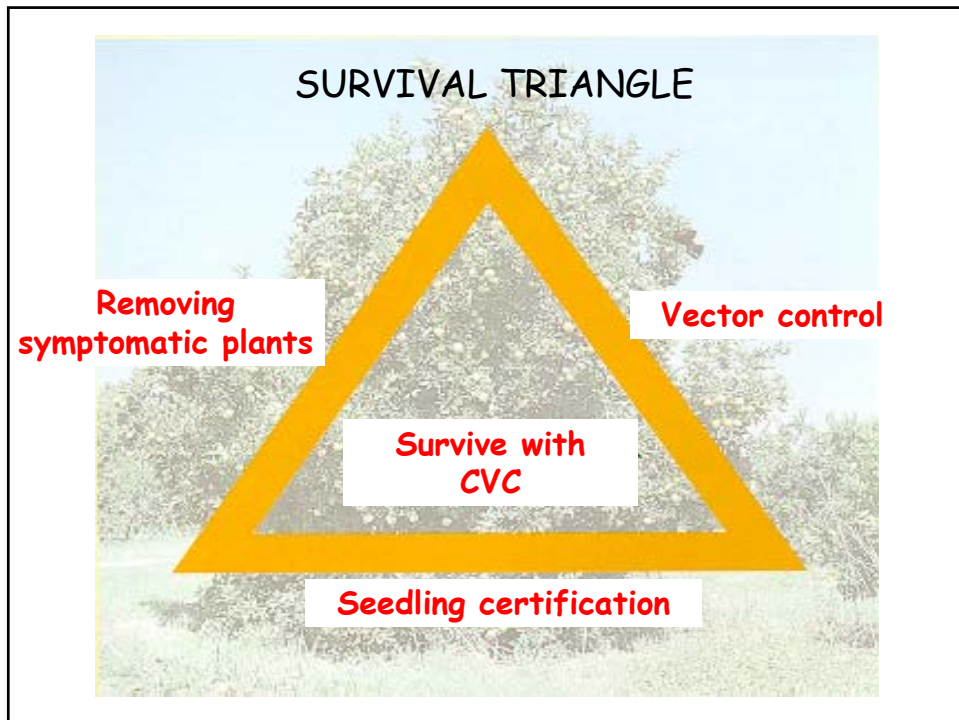 SURVIVAL TRIANGLE
Removing
symptomatic plants
Vector control
Survive with
CVC
Seedling certification